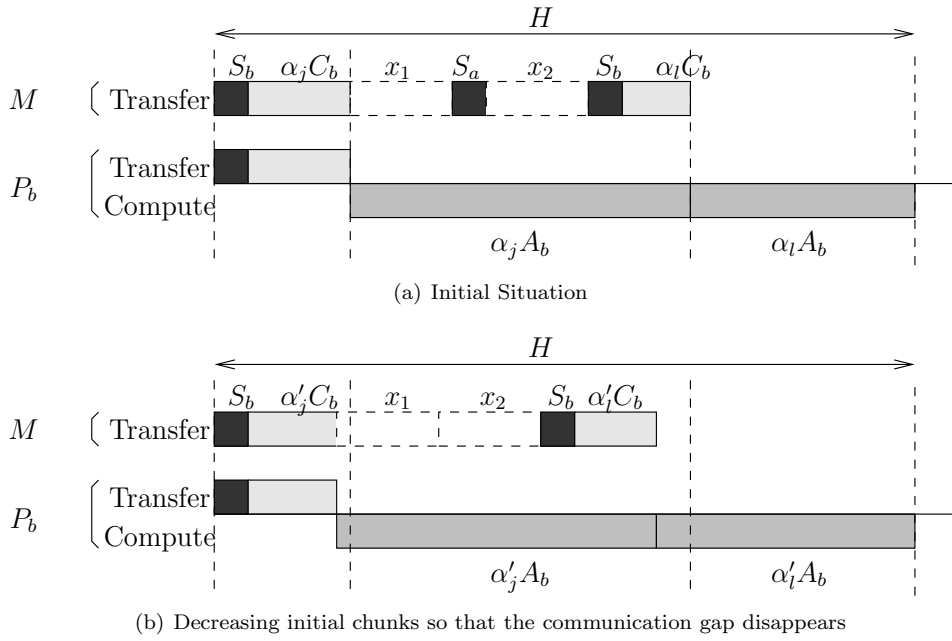 H
S_b α_jC_b x_1 S_a x_2 S_b α_lC_b
M Transfer
Transfer
P_b
Compute
α_jA_b α_lA_b
(a) Initial Situation
H
S_b α'_jC_b x_1 x_2 S_b α'_lC_b
M Transfer
Transfer
P_b
Compute
α'_jA_b α'_lA_b
(b) Decreasing initial chunks so that the communication gap disappears